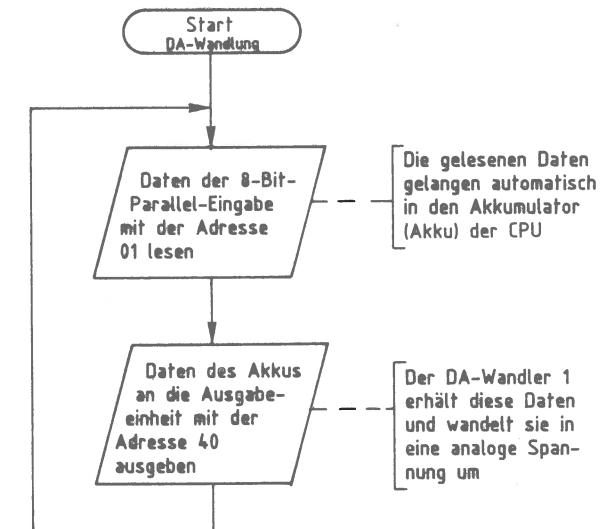 Start
DA-Wandlung
Daten der 8-Bit-
Parallel-Eingabe
mit der Adresse
01 lesen
Die gelesenen Daten
gelangen automatisch
in den Akkumulator
(Akku) der CPU
Daten des Akkus
an die Ausgabe-
einheit mit der
Adresse 40
ausgeben
Der DA-Wandler 1
erhält diese Daten
und wandelt sie in
eine analoge Span-
nung um